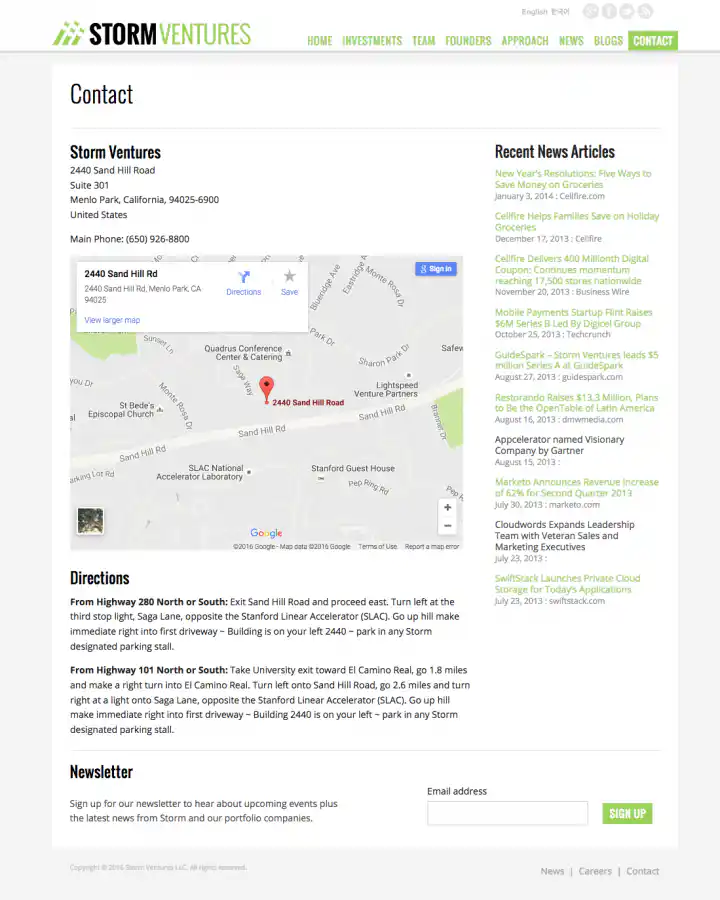 English 한국어
STORMVENTURES
HOME INVESTMENTS TEAM FOUNDERS APPROACH NEWS BLOGS CONTACT
Contact
Storm Ventures
2440 Sand Hill Road
Suite 301
Menlo Park, California, 94025-6900
United States
Main Phone: (650) 926-8800
2440 Sand Hill Rd
2440 Sand Hill Rd, Menlo Park, CA
94025
View larger map
Directions
Save
Sign in
Blueridge Ave
Eastridge
Monte Rosa Dr
Park Dr
Sunset Ln
Quadrus Conference
Center & Catering
Sharon Park Dr
Safew
Sage Way
you Dr
Monte Rosa Dr
Lightspeed
Venture Partners
2440 Sand Hill Road
St Bede's
Episcopal Church
al
Sand Hill Rd
Sand Hill Rd
Sand Hill Rd
Branner Dr
SLAC National
Accelerator Laboratory
Stanford Guest House
arking Lot Rd
Pep Ring Rd
Pep R
Google
©2016 Google - Map data ©2016 Google Terms of Use Report a map error
Directions
From Highway 280 North or South: Exit Sand Hill Road and proceed east. Turn left at the
third stop light, Saga Lane, opposite the Stanford Linear Accelerator (SLAC). Go up hill make
immediate right into first driveway ~ Building is on your left 2440 ~ park in any Storm
designated parking stall.
From Highway 101 North or South: Take University exit toward El Camino Real, go 1.8 miles
and make a right turn into El Camino Real. Turn left onto Sand Hill Road, go 2.6 miles and turn
right at a light onto Saga Lane, opposite the Stanford Linear Accelerator (SLAC). Go up hill
make immediate right into first driveway ~ Building 2440 is on your left ~ park in any Storm
designated parking stall.
Recent News Articles
New Year's Resolutions: Five Ways to
Save Money on Groceries
January 3, 2014 : Cellfire.com
Cellfire Helps Families Save on Holiday
Groceries
December 17, 2013 : Cellfire
Cellfire Delivers 400 Millionth Digital
Coupon: Continues momentum
reaching 17,500 stores nationwide
November 20, 2013 : Business Wire
Mobile Payments Startup Flint Raises
$6M Series B Led By Digicel Group
October 25, 2013 : Techcrunch
GuideSpark – Storm Ventures leads $5
million Series A at GuideSpark
August 27, 2013 : guidespark.com
Restorando Raises $13.3 Million, Plans
to Be the OpenTable of Latin America
August 16, 2013 : dmwmedia.com
Appcelerator named Visionary
Company by Gartner
August 15, 2013 :
Marketo Announces Revenue Increase
of 62% for Second Quarter 2013
July 30, 2013 : marketo.com
Cloudwords Expands Leadership
Team with Veteran Sales and
Marketing Executives
July 23, 2013 :
SwiftStack Launches Private Cloud
Storage for Today's Applications
July 23, 2013 : swiftstack.com
Newsletter
Sign up for our newsletter to hear about upcoming events plus
the latest news from Storm and our portfolio companies.
Email address
SIGN UP
Copyright © 2016 Storm Ventures LLC. All rights reserved.
News | Careers | Contact